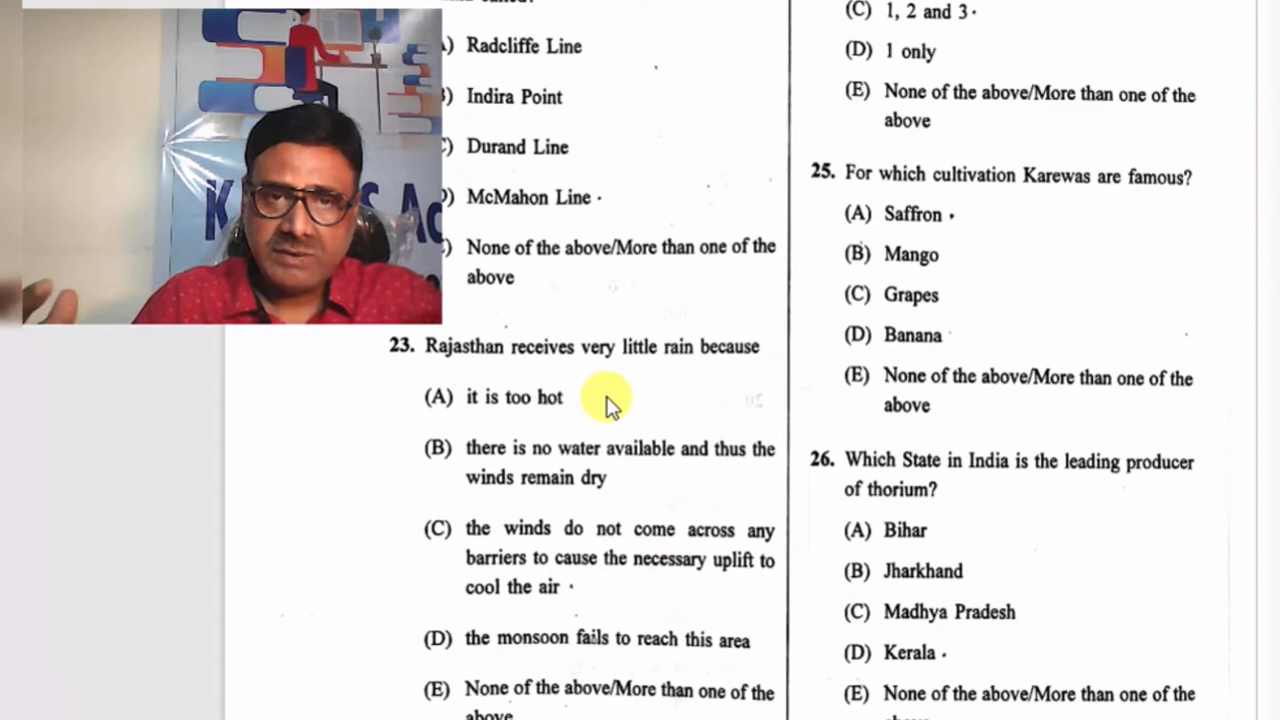 Radcliffe Line
Indira Point
Durand Line
McMahon Line ·
None of the above/More than one of the
above
23. Rajasthan receives very little rain because
(A) it is too hot
(B) there is no water available and thus the
winds remain dry
(C) the winds do not come across any
barriers to cause the necessary uplift to
cool the air ·
(D) the monsoon fails to reach this area
(E) None of the above/More than one of the
above
(C) 1, 2 and 3 ·
(D) 1 only
(E) None of the above/More than one of the
above
25. For which cultivation Karewas are famous?
(A) Saffron ·
(B) Mango
(C) Grapes
(D) Banana
(E) None of the above/More than one of the
above
26. Which State in India is the leading producer
of thorium?
(A) Bihar
(B) Jharkhand
(C) Madhya Pradesh
(D) Kerala ·
(E) None of the above/More than one of the